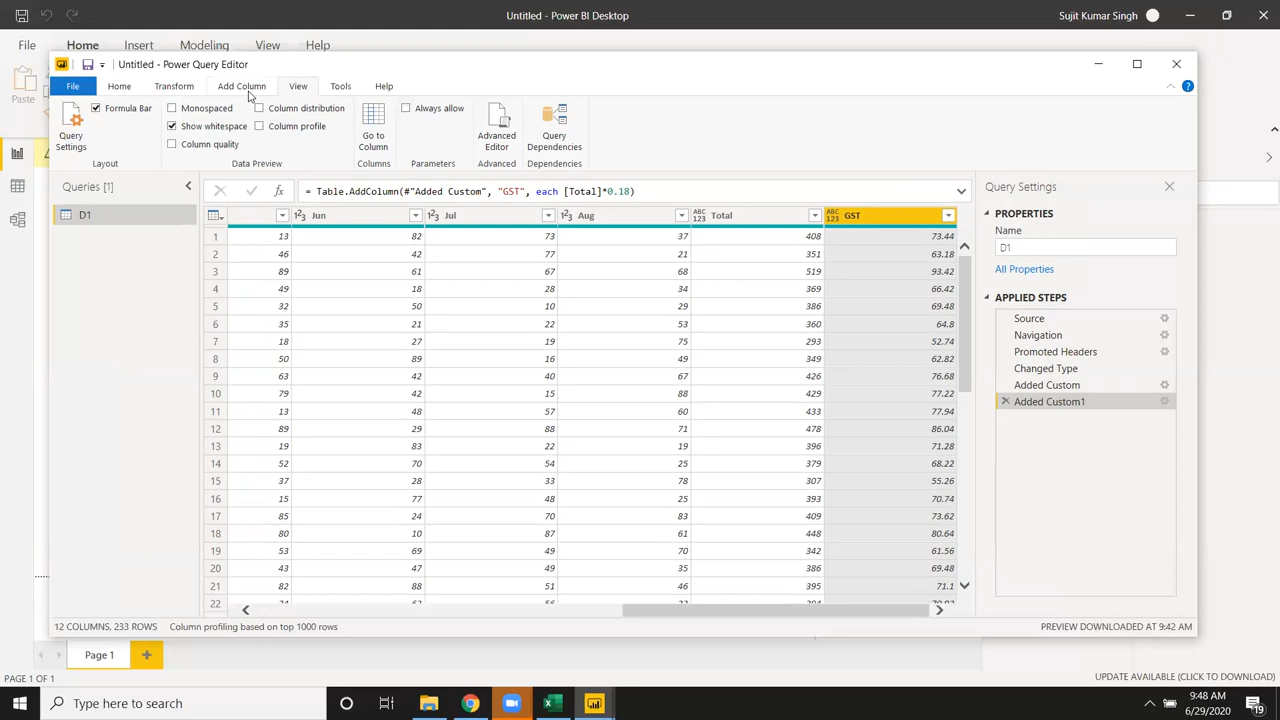 Untitled - Power BI Desktop
Sujit Kumar Singh
File Home Insert Modeling View Help
Untitled - Power Query Editor
File Home Transform Add Column View Tools Help
Paste
Query Settings
Formula Bar
Layout
Monospaced
Show whitespace
Column quality
Column distribution
Column profile
Data Preview
Go to Column
Columns
Always allow
Parameters
Advanced Editor
Advanced
Query Dependencies
Dependencies
Queries [1]
D1
fx = Table.AddColumn(#"Added Custom", "GST", each [Total]*0.18)
Jun Jul Aug Total GST
1 13 82 73 37 408 73.44
2 46 42 77 21 351 63.18
3 89 61 67 68 519 93.42
4 49 18 28 34 369 66.42
5 32 50 10 29 386 69.48
6 35 21 22 53 360 64.8
7 18 27 19 75 293 52.74
8 50 89 16 49 349 62.82
9 63 42 40 67 426 76.68
10 79 42 15 88 429 77.22
11 13 48 57 60 433 77.94
12 89 29 88 71 478 86.04
13 19 83 22 19 396 71.28
14 52 70 54 25 379 68.22
15 37 28 33 78 307 55.26
16 15 77 48 25 393 70.74
17 85 24 70 83 409 73.62
18 80 10 87 61 448 80.64
19 53 69 49 70 342 61.56
20 43 47 49 35 386 69.48
21 82 88 51 46 395 71.1
22
Query Settings
PROPERTIES
Name
D1
All Properties
APPLIED STEPS
Source
Navigation
Promoted Headers
Changed Type
Added Custom
Added Custom1
12 COLUMNS, 233 ROWS Column profiling based on top 1000 rows
PREVIEW DOWNLOADED AT 9:42 AM
Page 1
PAGE 1 OF 1
UPDATE AVAILABLE (CLICK TO DOWNLOAD)
Type here to search
9:48 AM
6/29/2020
19